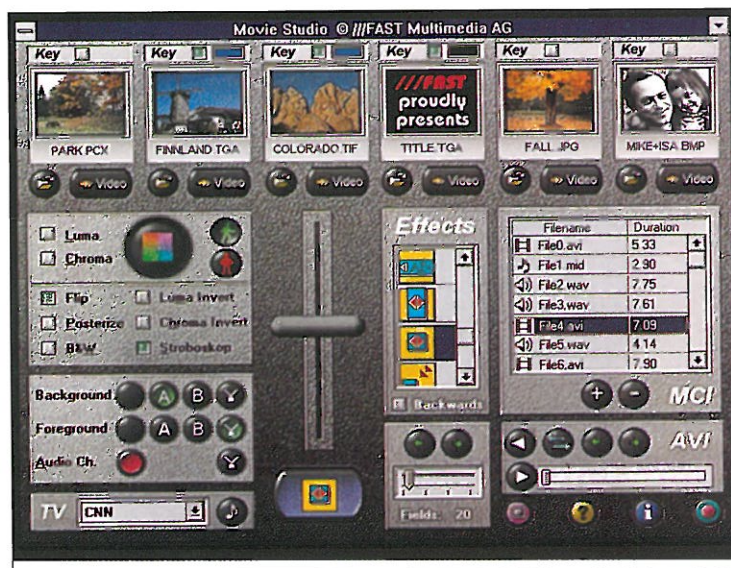 Movie Studio © ///FAST Multimedia AG
Key Key Key Key Key Key
///FAST
proudly
presents
PARK PCX FINNLAND TGA COLORADO TIF TITLE TGA FALL JPG MIKE+ISA BMP
Video Video Video Video Video Video
Luma
Chroma
Flip Luma Invert
Posterize Chroma Invert
B&W Stroboskop
Background A B
Foreground A B
Audio Ch.
TV CNN
Effects
Backwards
Fields: 20
Filename Duration
File0.avi 5.33
File1.mid 2.90
File2.wav 7.75
File3.wav 7.61
File4.avi 7.09
File5.wav 4.14
File6.avi 7.90
+ - MCI
AVI
? i